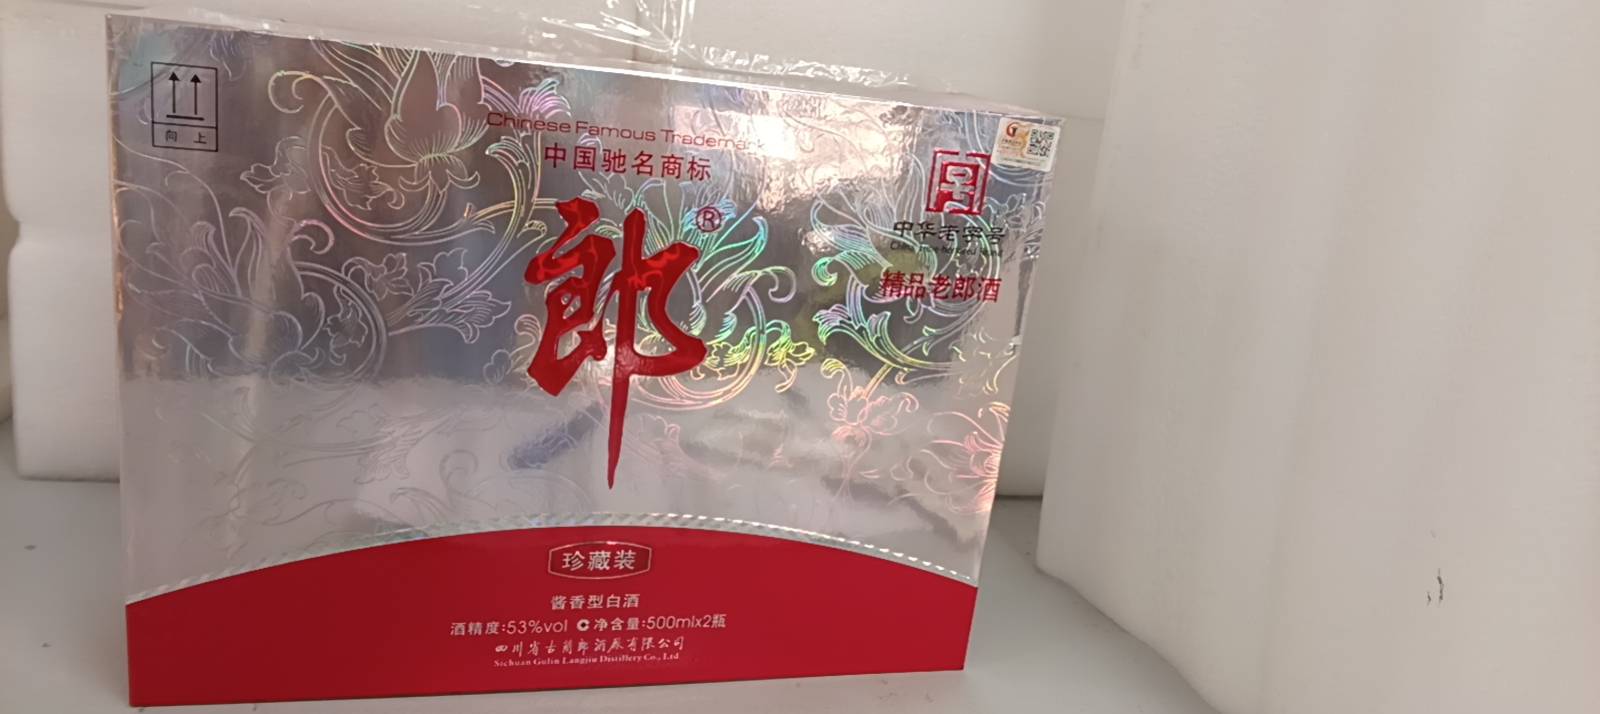 向 上
Chinese Famous Trademark
中国驰名商标
郎®
中华老字号
精品老郎酒
珍藏装
酱香型白酒
酒精度:53%vol C净含量:500mlx2瓶
四川省古蔺郎酒厂有限公司
Sichuan Gulin Langjiu Distillery Co., Ltd